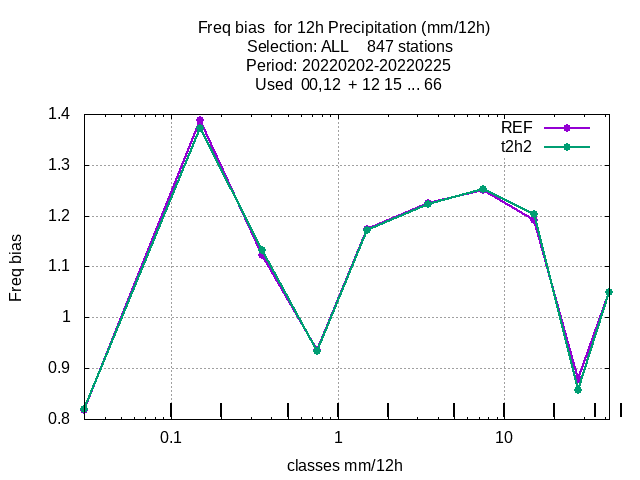 Freq bias  for 12h Precipitation (mm/12h)
Selection: ALL    847 stations
Period: 20220202-20220225
Used  00,12  + 12 15 ... 66
REF
t2h2
1.4
1.3
1.2
1.1
1
0.9
0.8
Freq bias
0.1
1
10
classes mm/12h